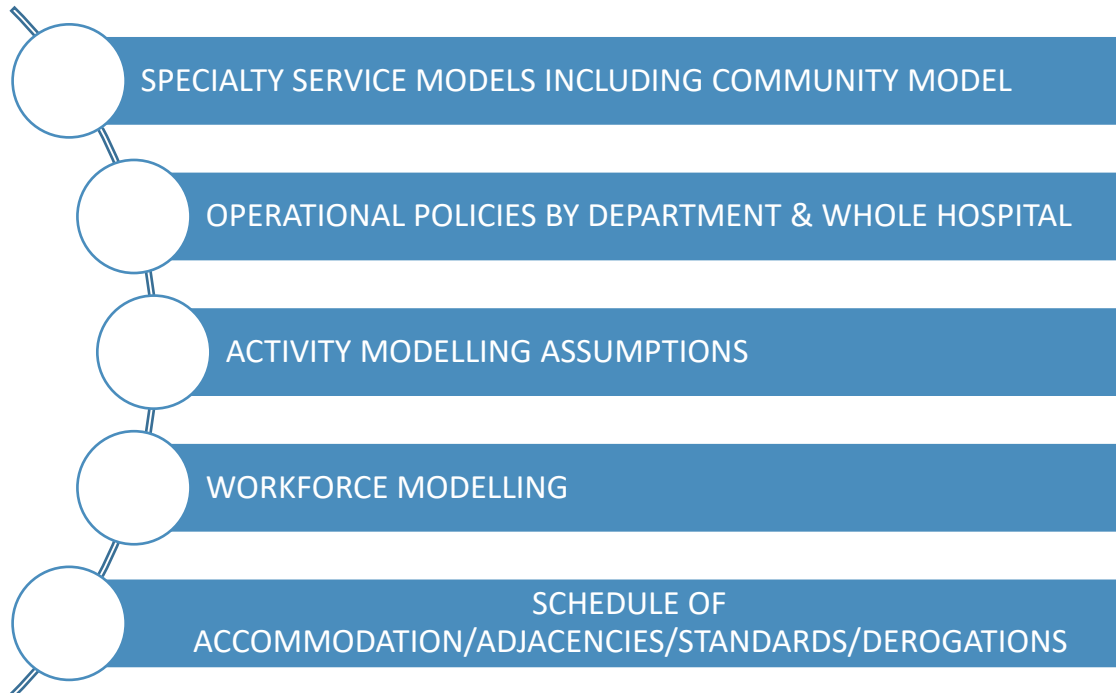 SPECIALTY SERVICE MODELS INCLUDING COMMUNITY MODEL
OPERATIONAL POLICIES BY DEPARTMENT & WHOLE HOSPITAL
ACTIVITY MODELLING ASSUMPTIONS
WORKFORCE MODELLING
SCHEDULE OF
ACCOMMODATION/ADJACENCIES/STANDARDS/DEROGATIONS